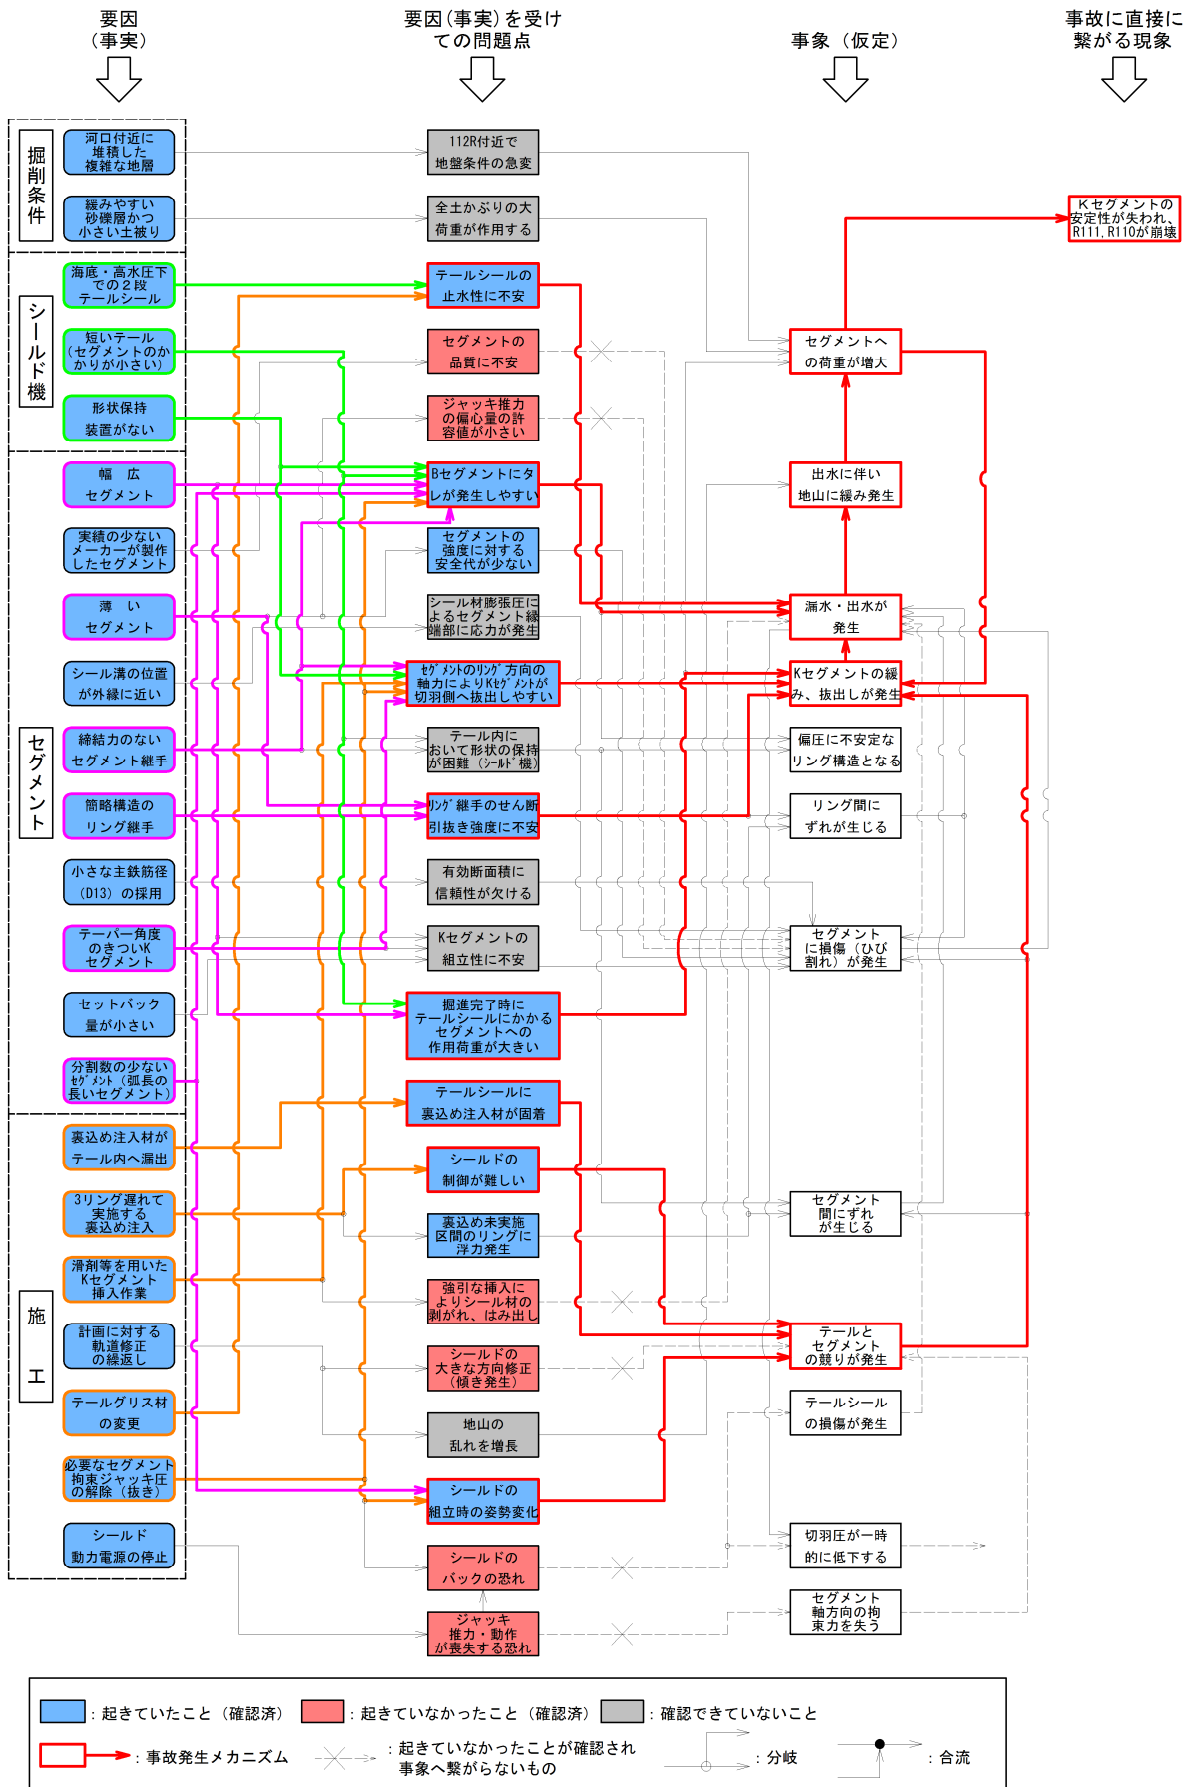 要因
（事実）
要因（事実）を受け
ての問題点
事象（仮定）
事故に直接に
繋がる現象
掘削条件
河口付近に
堆積した
複雑な地層
緩みやすい
砂礫層かつ
小さい土被り
112R付近で
地盤条件の急変
全土かぶりの大
荷重が作用する
Kセグメントの
安定性が失われ、
R111，R110が崩壊
シールド機
海底・高水圧下
での２段
テールシール
短いテール
（セグメントのか
かりが小さい）
形状保持
装置がない
テールシールの
止水性に不安
セグメントの
品質に不安
ジャッキ推力
の偏心量の許
容値が小さい
セグメントへ
の荷重が増大
セグメント
幅　広
セグメント
実績の少ない
メーカーが製作
したセグメント
薄　い
セグメント
シール溝の位置
が外縁に近い
締結力のない
セグメント継手
簡略構造の
リング継手
小さな主鉄筋径
（D13）の採用
テーパー角度
のきついK
セグメント
セットバック
量が小さい
分割数の少ない
ｾｸﾞﾒﾝﾄ（弧長の
長いセグメント）
Bセグメントにタ
レが発生しやすい
セグメントの
強度に対する
安全代が少ない
シール材膨張圧に
よるセグメント縁
端部に応力が発生
ｾｸﾞﾒﾝﾄのﾘﾝｸﾞ方向の
軸力によりKｾｸﾞﾒﾝﾄが
切羽側へ抜出しやすい
テール内に
おいて形状の保持
が困難（ｼｰﾙﾄﾞ機）
ﾘﾝｸﾞ継手のせん断
引抜き強度に不安
有効断面積に
信頼性が欠ける
Kセグメントの
組立性に不安
掘進完了時に
テールシールにかかる
セグメントへの
作用荷重が大きい
テールシールに
裏込め注入材が固着
出水に伴い
地山に緩み発生
漏水・出水が
発生
Kセグメントの緩
み、抜出しが発生
偏圧に不安定な
リング構造となる
リング間に
ずれが生じる
セグメント
に損傷（ひび
割れ）が発生
施工
裏込め注入材が
テール内へ漏出
3リング遅れて
実施する
裏込め注入
滑剤等を用いた
Kセグメント
挿入作業
計画に対する
軌道修正
の繰返し
テールグリス材
の変更
必要なセグメント
拘束ジャッキ圧
の解除（抜き）
シールド
動力電源の停止
シールドの
制御が難しい
裏込め未実施
区間のリングに
浮力発生
強引な挿入に
よりシール材の
剥がれ、はみ出し
シールドの
大きな方向修正
（傾き発生）
地山の
乱れを増長
シールドの
組立時の姿勢変化
シールドの
バックの恐れ
ジャッキ
推力・動作
が喪失する恐れ
セグメント
間にずれ
が生じる
テールと
セグメント
の競りが発生
テールシール
の損傷が発生
切羽圧が一時
的に低下する
セグメント
軸方向の拘
束力を失う
：起きていたこと（確認済）
：起きていなかったこと（確認済）
：確認できていないこと
：事故発生メカニズム
：起きていなかったことが確認され
事象へ繋がらないもの
：分岐
：合流